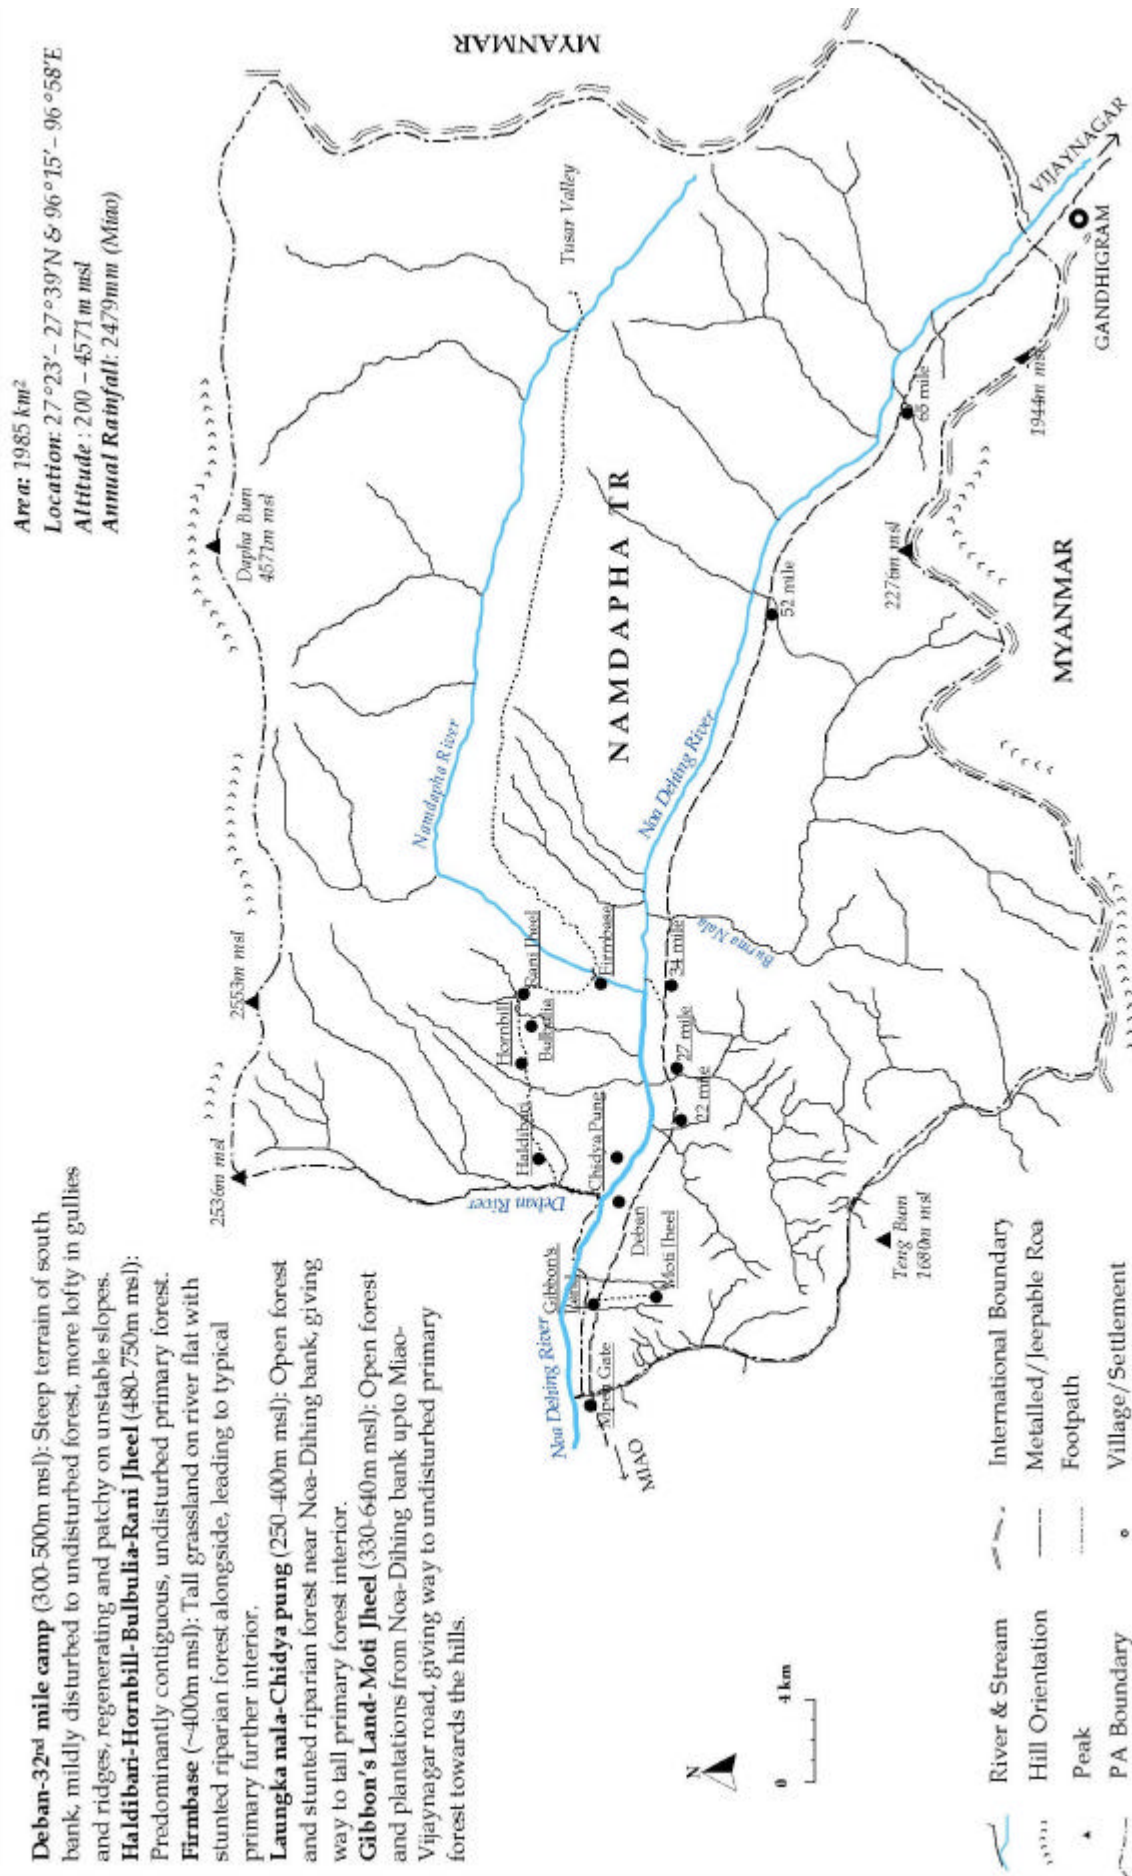 Deban-32nd mile camp (300-500m msl): Steep terrain of south
bank, mildly disturbed to undisturbed forest, more lofty in gullies
and ridges, regenerating and patchy on unstable slopes.
Haldibari-Hornbill-Bulbulia-Rani Jheel (480-750m msl):
Predominantly contiguous, undisturbed primary forest.
Firmbase (~400m msl): Tall grassland on river flat with
stunted riparian forest alongside, leading to typical
primary further interior.
Laungka nala-Chidya pung (250-400m msl): Open forest
and stunted riparian forest near Noa-Dihing bank, giving
way to tall primary forest interior.
Gibbon's Land-Moti Jheel (330-640m msl): Open forest
and plantations from Noa-Dihing bank upto Miao-
Vijaynagar road, giving way to undisturbed primary
forest towards the hills.
Area: 1985 km²
Location: 27°23′– 27°39′N & 96°15′– 96°58′E
Altitude : 200 – 4571m msl
Annual Rainfall: 2479mm (Miao)
2536m msl
2553m msl
Dapha Bum
4571m msl
MYANMAR
Namdapha River
Tusar Valley
Deban River
Haldibari
Hornbill
Bulbulia
Rani Jheel
Firmbase
Chidya Pung
NAMDAPHA TR
Noa Dehing River
Noa Dehing River
Gibbon's
Deban
Moti Jheel
Mpen Gate
MIAO
22 mile
27 mile
34 mile
Burma Nala
52 mile
65 mile
VIJAYNAGAR
GANDHIGRAM
1944m msl
2276m msl
MYANMAR
Teng Bum
1680m msl
N
0 4 km
River & Stream
Hill Orientation
Peak
PA Boundary
International Boundary
Metalled/Jeepable Roa
Footpath
Village/Settlement